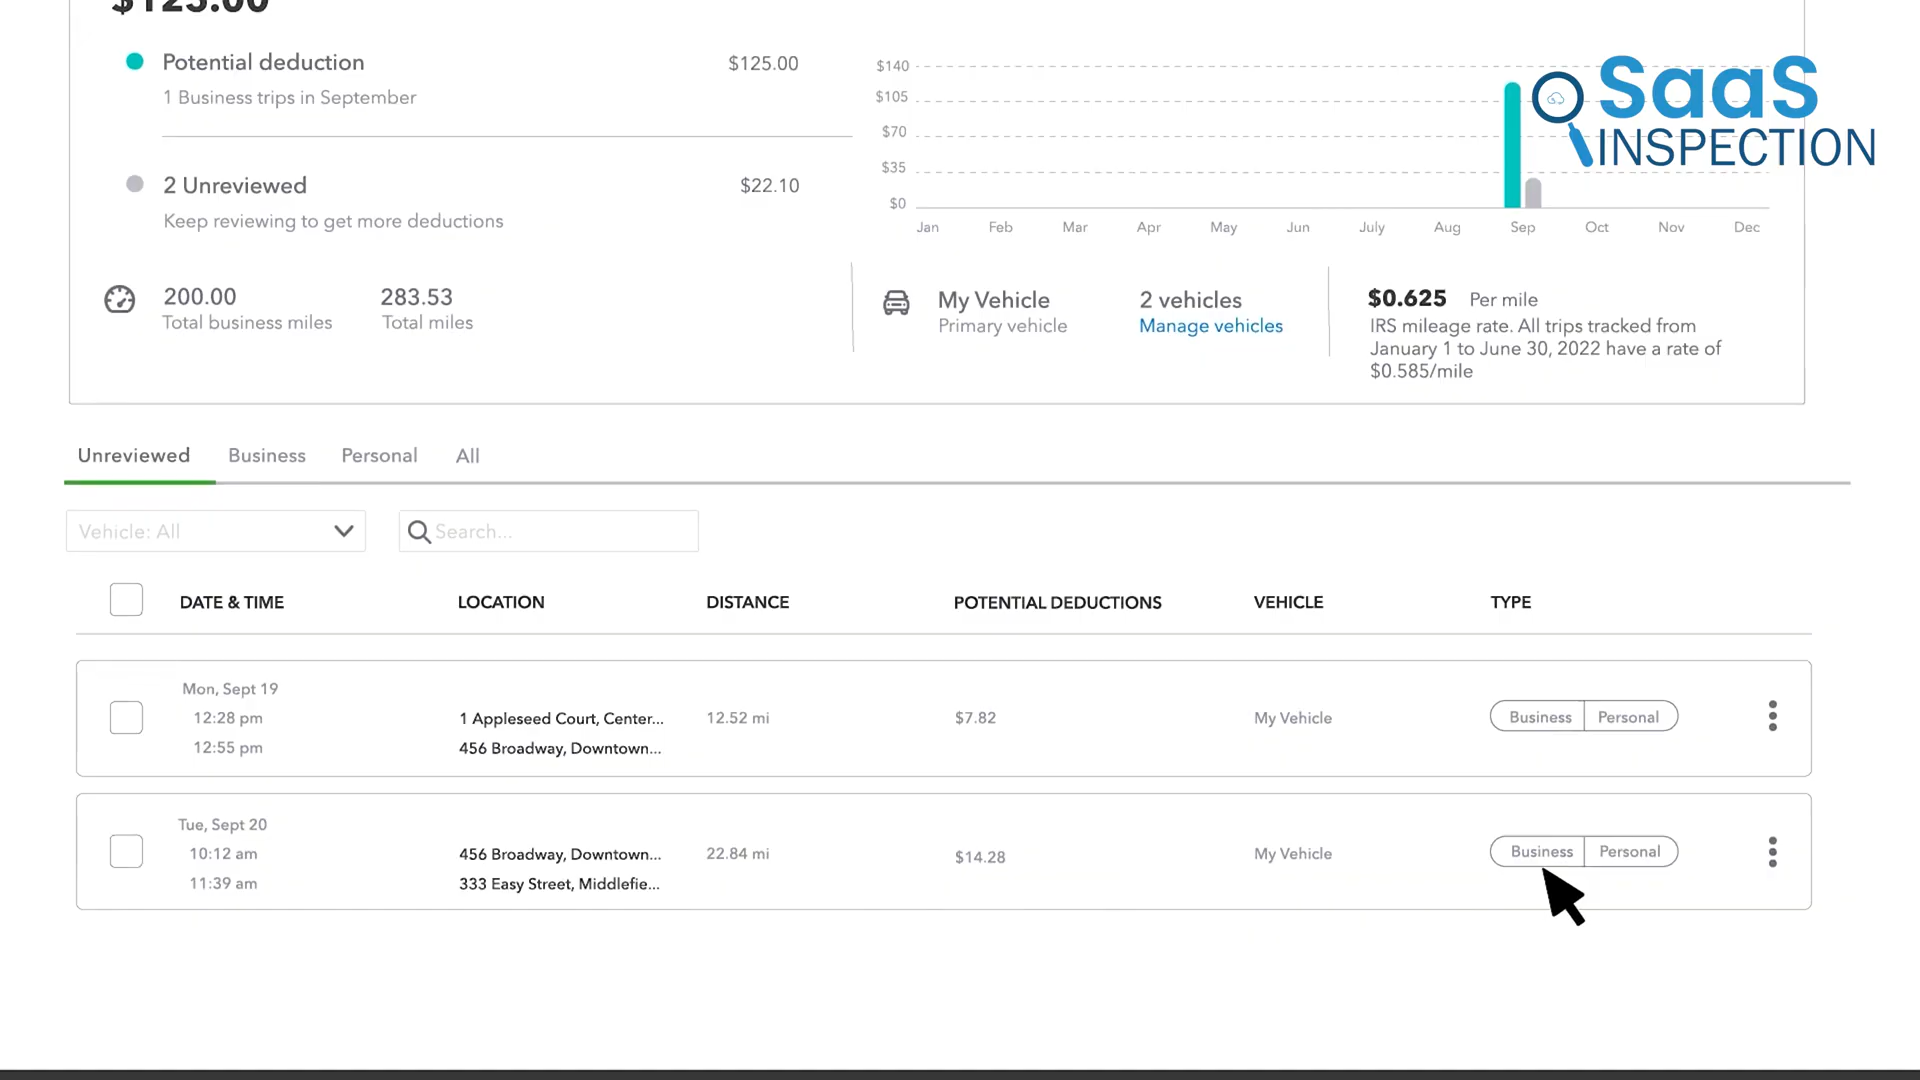 $125.00
Potential deduction
$125.00
1 Business trips in September
2 Unreviewed
$22.10
Keep reviewing to get more deductions
200.00
283.53
Total business miles
Total miles
$140
$105
$70
$35
$0
Jan Feb Mar Apr May Jun July Aug Sep Oct Nov Dec
SaaS
INSPECTION
My Vehicle
Primary vehicle
2 vehicles
Manage vehicles
$0.625 Per mile
IRS mileage rate. All trips tracked from
January 1 to June 30, 2022 have a rate of
$0.585/mile
Unreviewed Business Personal All
Vehicle: All
Search...
DATE & TIME LOCATION DISTANCE POTENTIAL DEDUCTIONS VEHICLE TYPE
Mon, Sept 19
12:28 pm 1 Appleseed Court, Center... 12.52 mi $7.82 My Vehicle Business Personal
12:55 pm 456 Broadway, Downtown...
Tue, Sept 20
10:12 am 456 Broadway, Downtown... 22.84 mi $14.28 My Vehicle Business Personal
11:39 am 333 Easy Street, Middlefie...